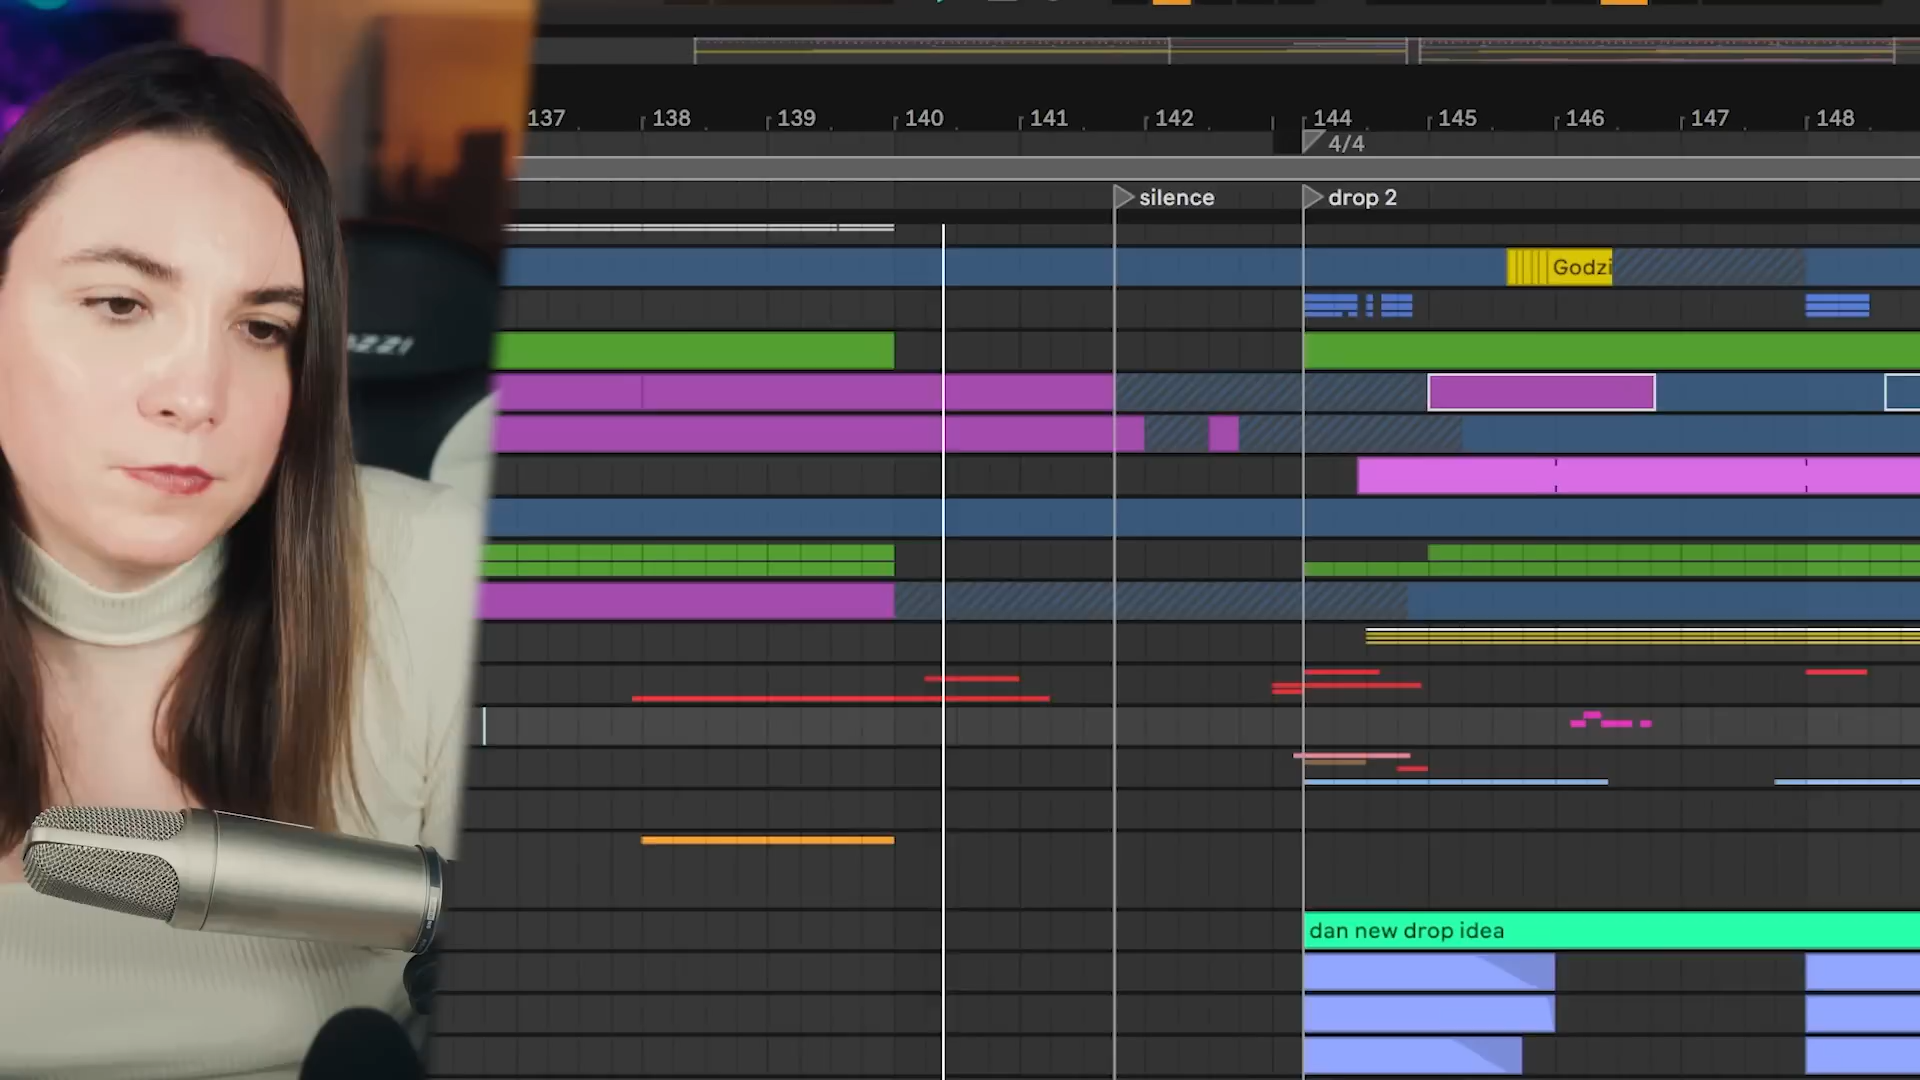 137 138 139 140 141 142 144 145 146 147 148
4/4
silence drop 2
Godzi
dan new drop idea